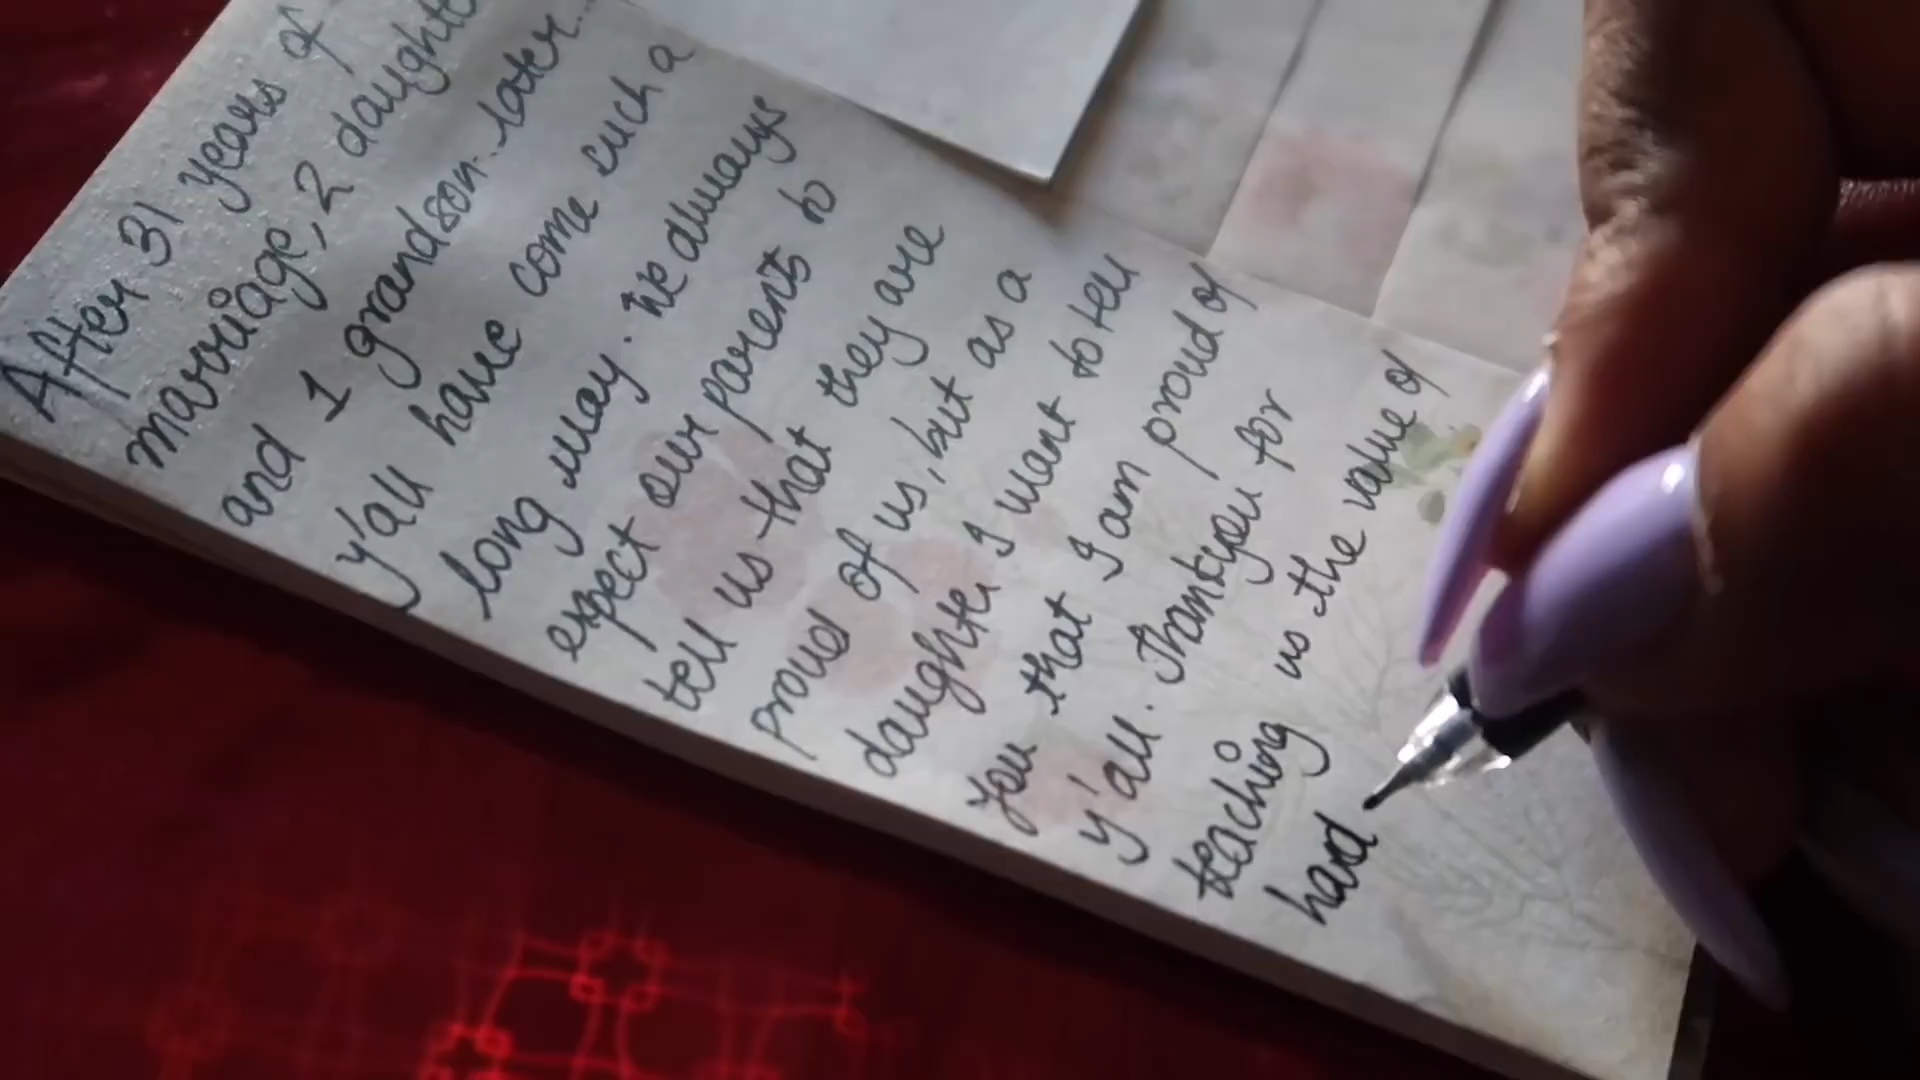 After 31 years of
marriage, 2 daughte
and 1 grandson later...
y'all have come such a
long way. We always
expect our parents to
tell us that they are
proud of us, but as a
daughter I want to tell
you that I am proud of
y'all. Thankyou for
teaching us the value of
hard